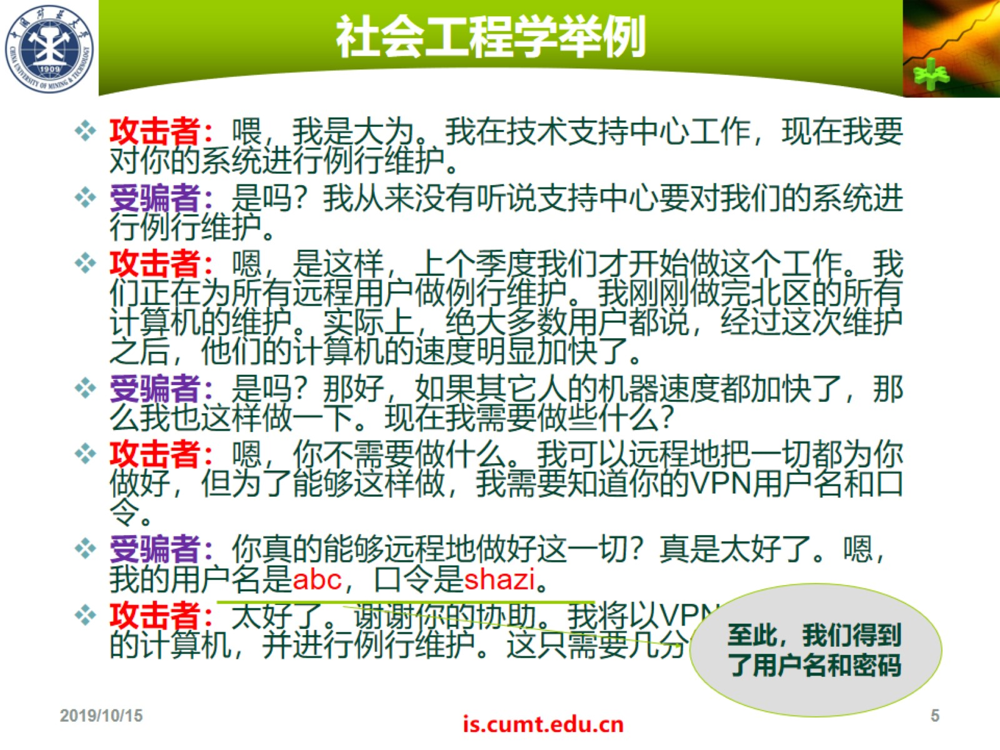 中国矿业大学
CHINA UNIVERSITY OF MINING & TECHNOLOGY
1909
社会工程学举例
攻击者：喂，我是大为。我在技术支持中心工作，现在我要
对你的系统进行例行维护。
受骗者：是吗？我从来没有听说支持中心要对我们的系统进
行例行维护。
攻击者：嗯，是这样，上个季度我们才开始做这个工作。我
们正在为所有远程用户做例行维护。我刚刚做完北区的所有
计算机的维护。实际上，绝大多数用户都说，经过这次维护
之后，他们的计算机的速度明显加快了。
受骗者：是吗？那好，如果其它人的机器速度都加快了，那
么我也这样做一下。现在我需要做些什么？
攻击者：嗯，你不需要做什么。我可以远程地把一切都为你
做好，但为了能够这样做，我需要知道你的VPN用户名和口
令。
受骗者：你真的能够远程地做好这一切？真是太好了。嗯，
我的用户名是abc，口令是shazi。
攻击者：太好了。谢谢你的协助。我将以VPN
的计算机，并进行例行维护。这只需要几分
至此，我们得到
了用户名和密码
2019/10/15
is.cumt.edu.cn
5